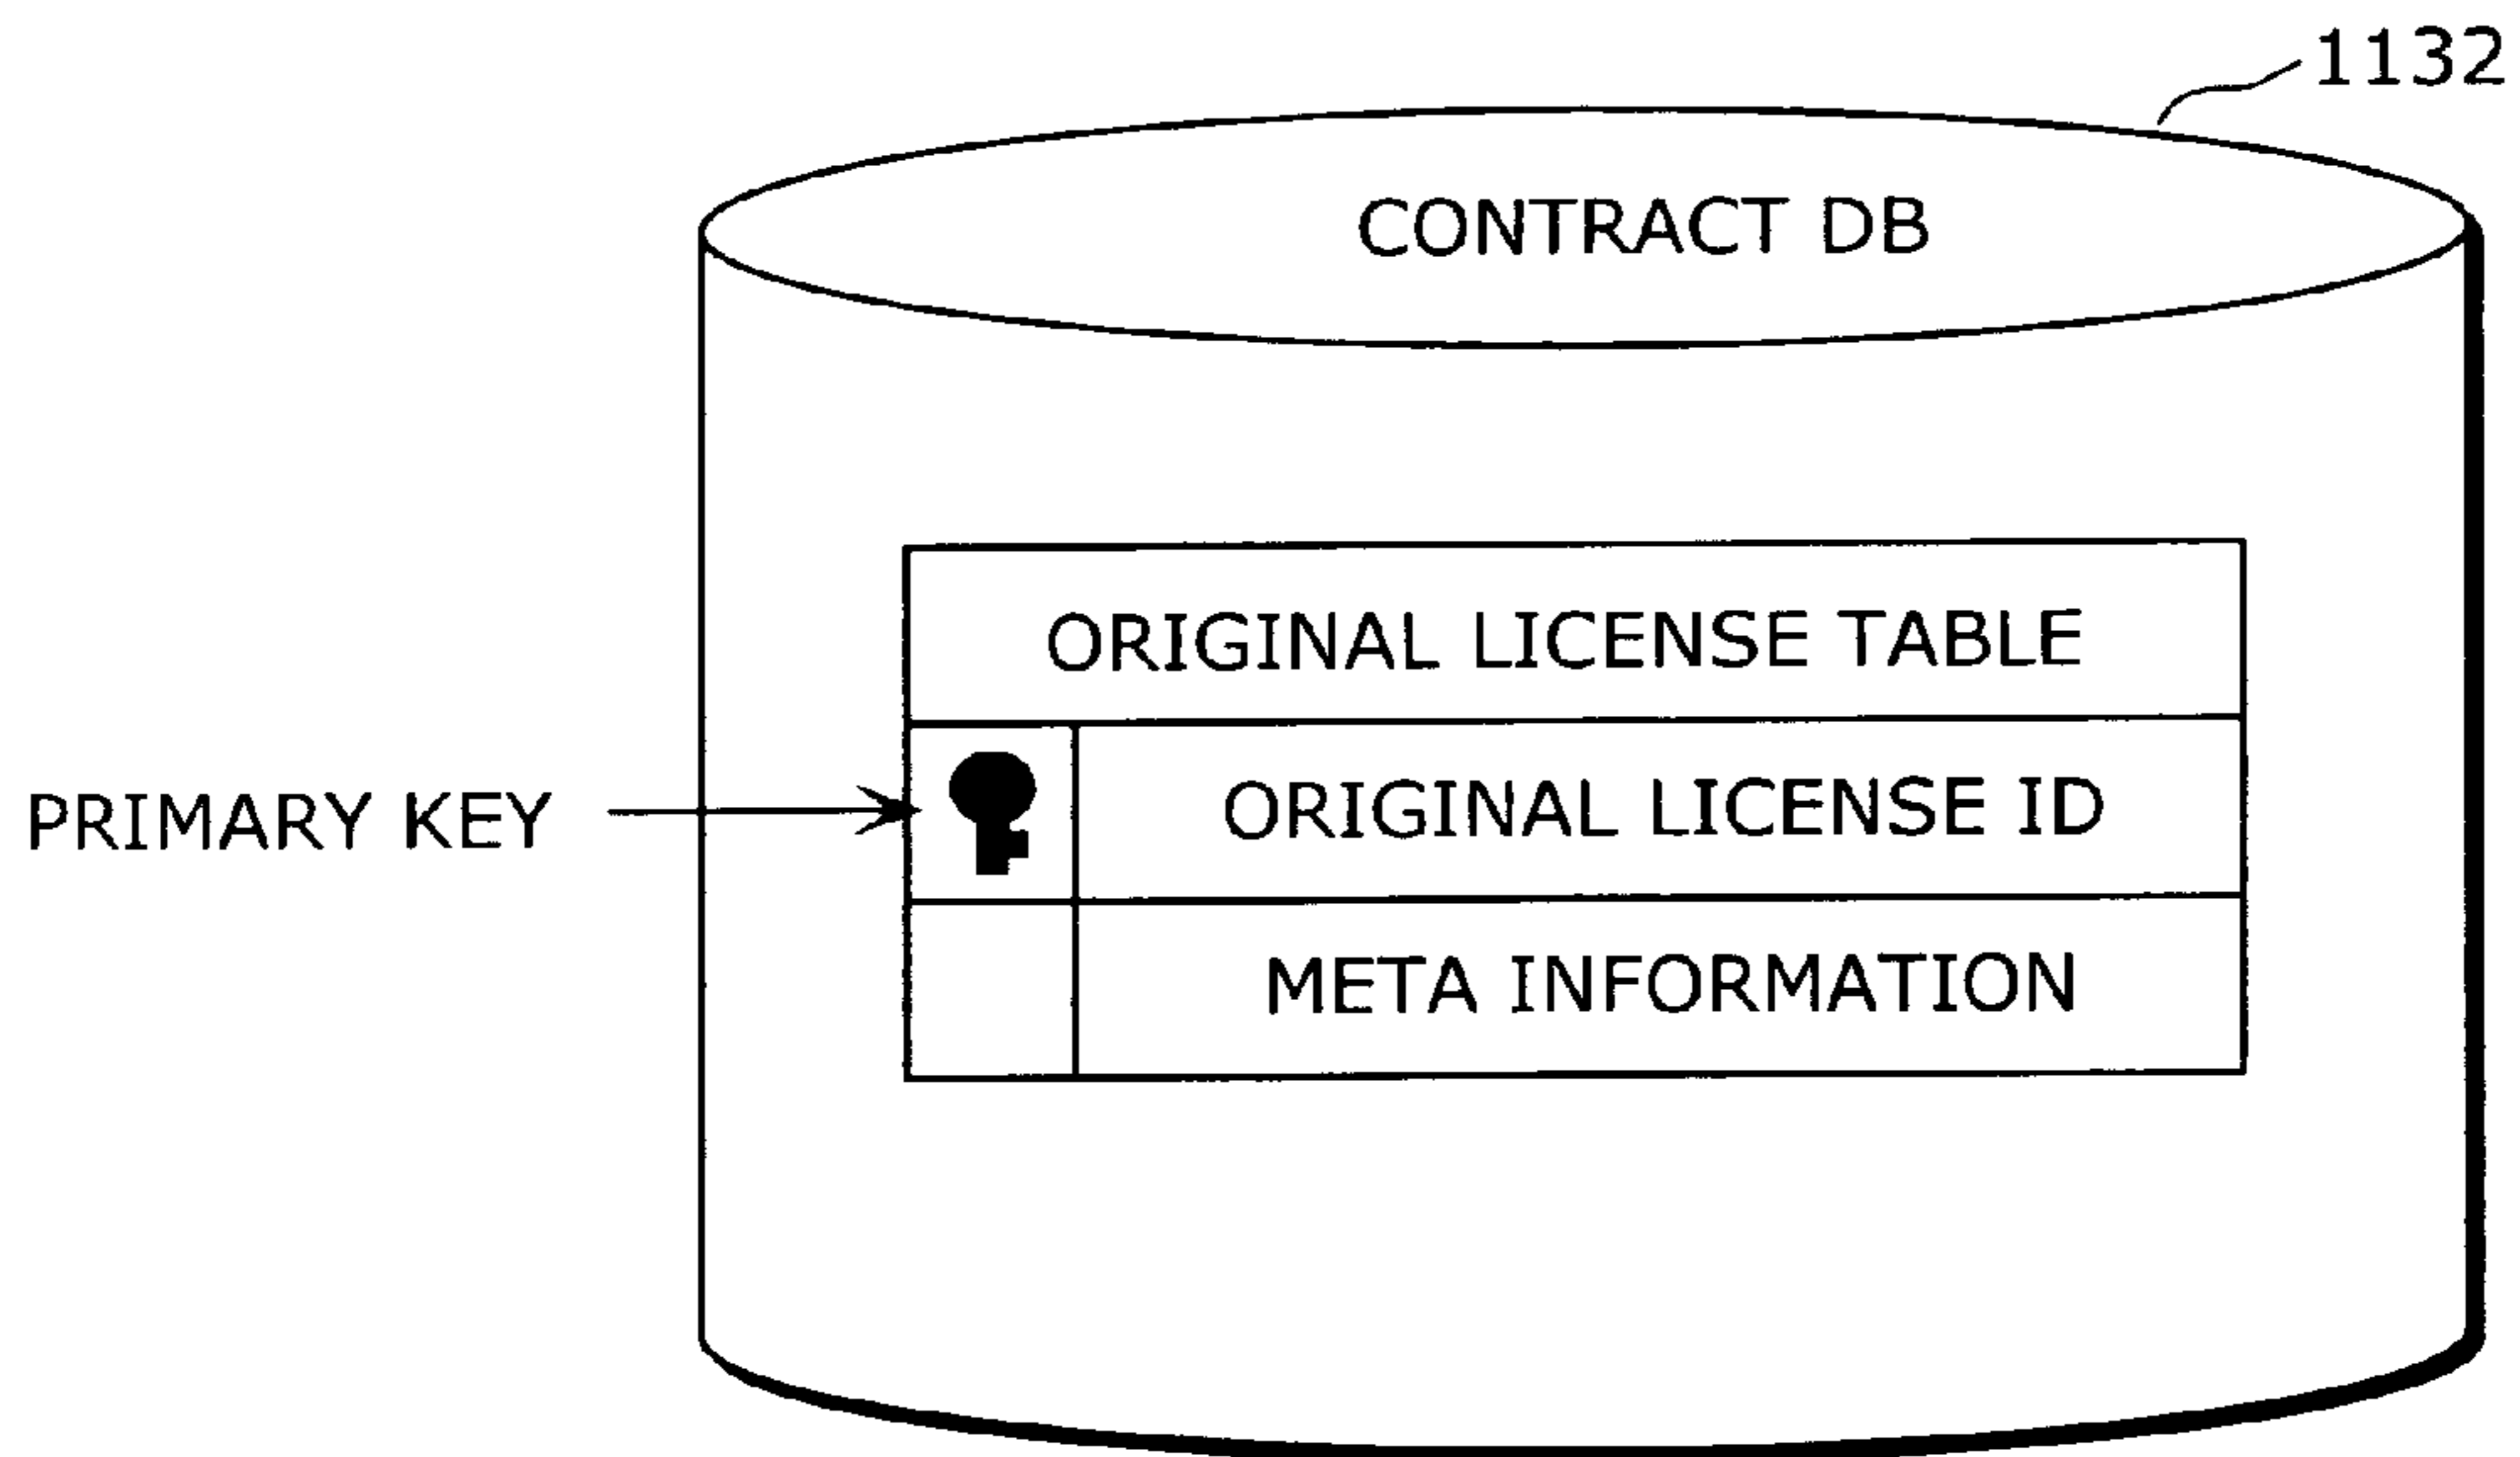 1132
CONTRACT DB
ORIGINAL LICENSE TABLE
PRIMARY KEY
ORIGINAL LICENSE ID
META INFORMATION